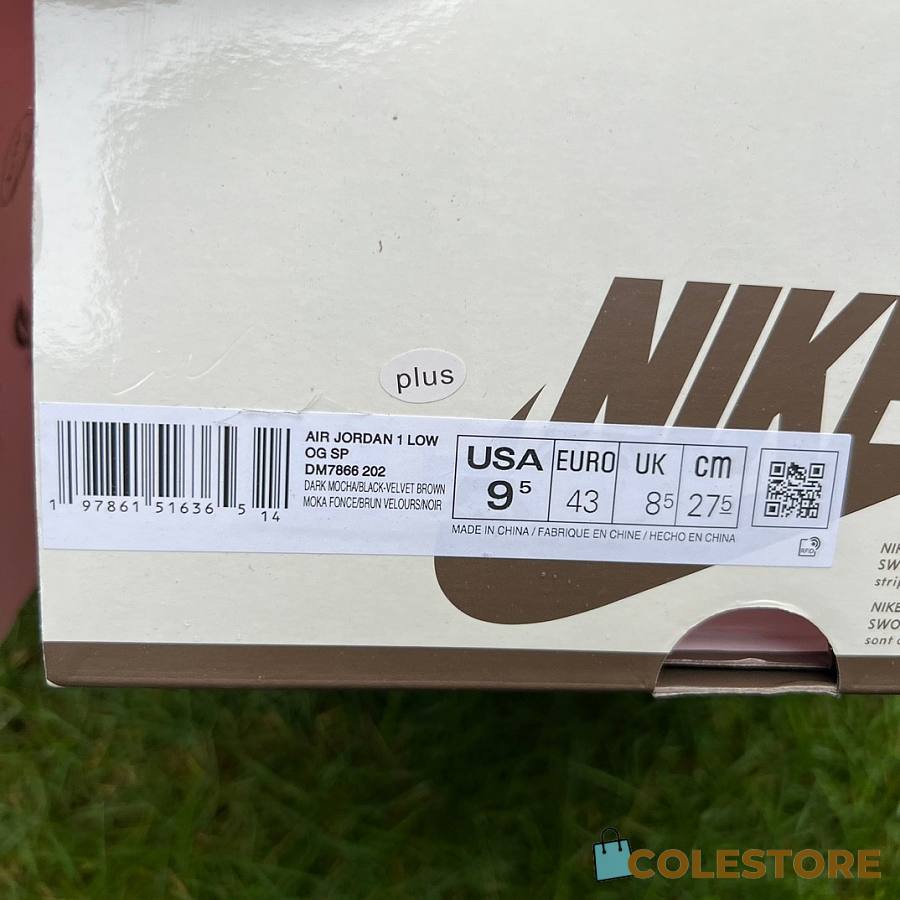 NIKE
plus
AIR JORDAN 1 LOW
OG SP
DM7866 202
DARK MOCHA/BLACK-VELVET BROWN
MOKA FONCE/BRUN VELOURS/NOIR
1 97861 51636 5
14
USA EURO UK cm
9 5 43 8 5 27 5
MADE IN CHINA / FABRIQUE EN CHINE / HECHO EN CHINA
RFID
COLESTORE